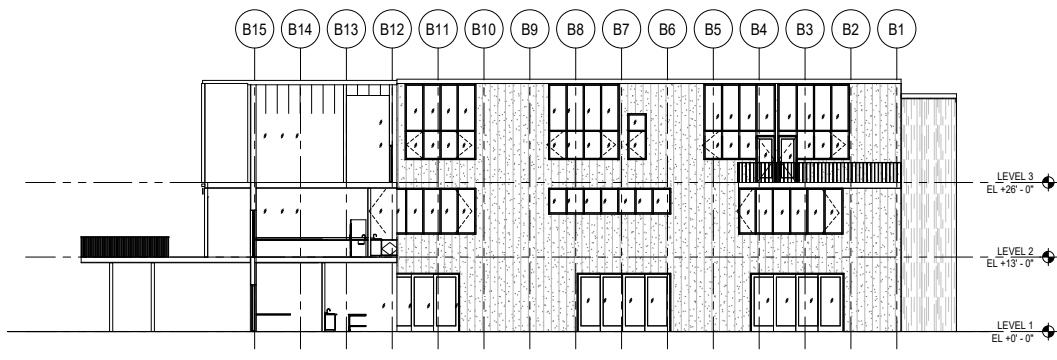 B15 B14 B13 B12 B11 B10 B9 B8 B7 B6 B5 B4 B3 B2 B1
LEVEL 3
EL +26' - 0"
LEVEL 2
EL +13' - 0"
LEVEL 1
EL +0' - 0"